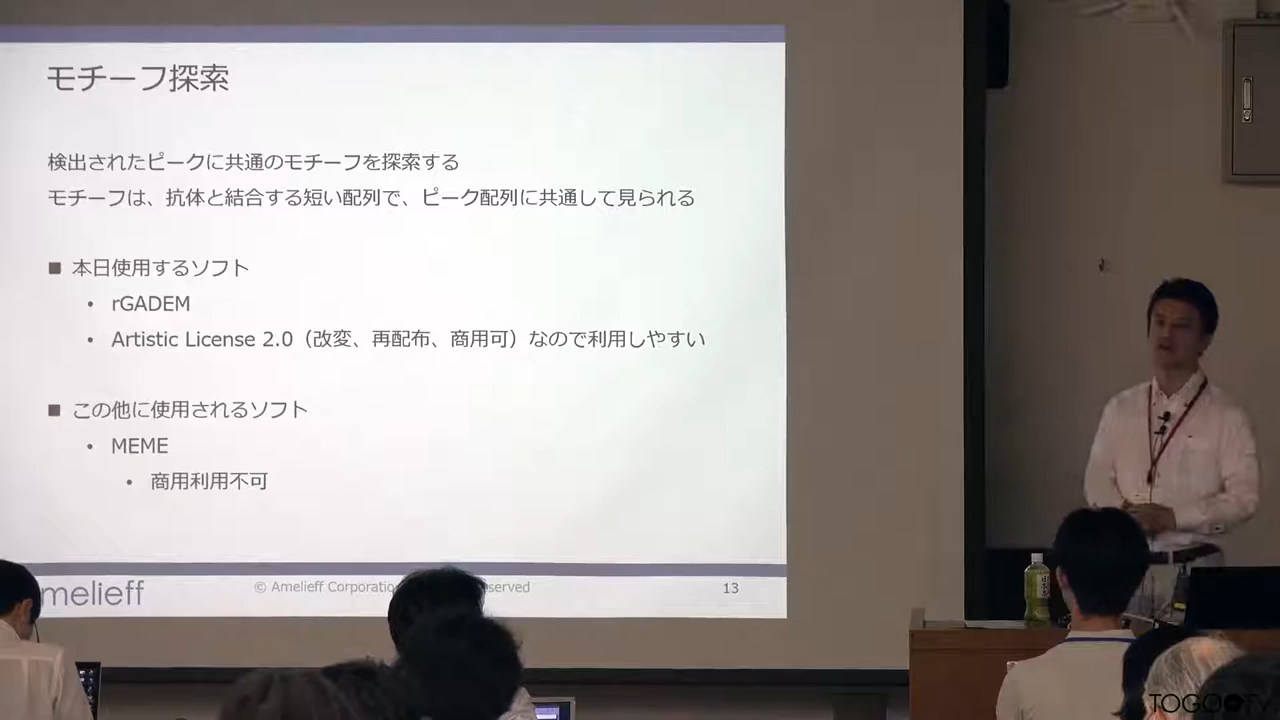 モチーフ探索
検出されたピークに共通のモチーフを探索する
モチーフは、抗体と結合する短い配列で、ピーク配列に共通して見られる
■ 本日使用するソフト
• rGADEM
• Artistic License 2.0（改変、再配布、商用可）なので利用しやすい
■ この他に使用されるソフト
• MEME
• 商用利用不可
melieff
© Amelieff Corporatio served
13
TOGO TV